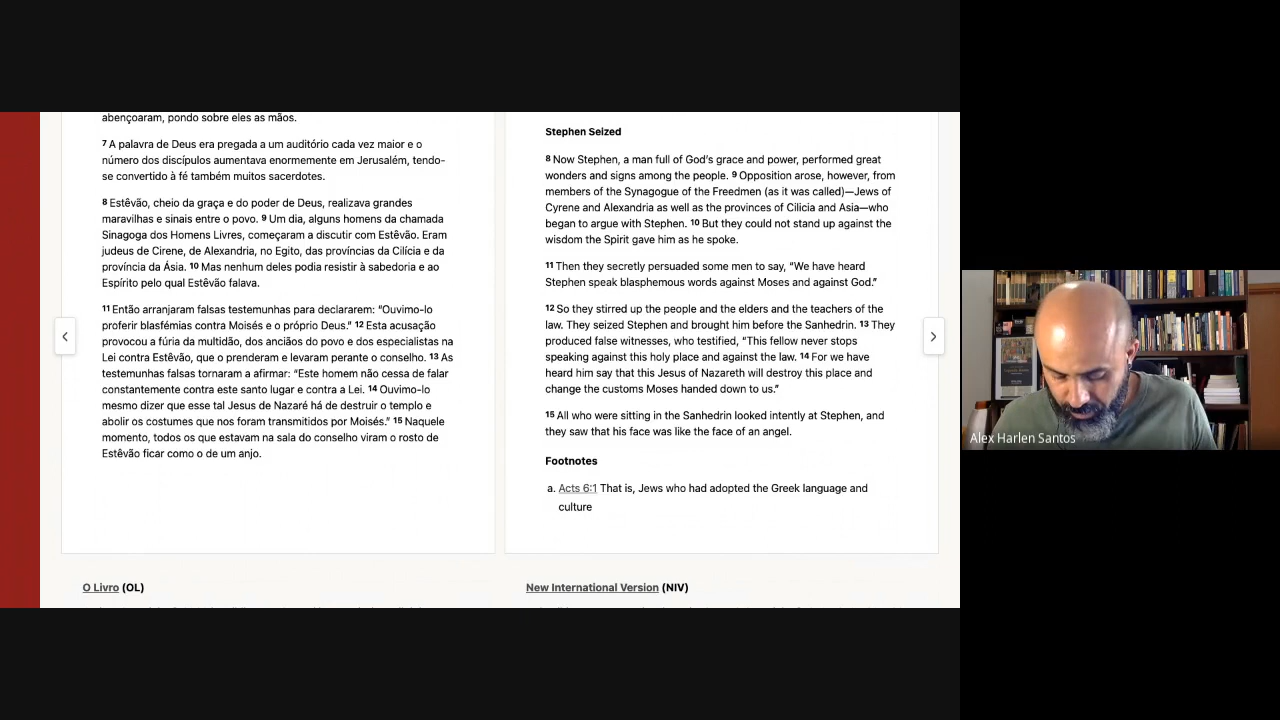 abençoaram, pondo sobre eles as mãos.
7 A palavra de Deus era pregada a um auditório cada vez maior e o
número dos discípulos aumentava enormemente em Jerusalém, tendo-
se convertido à fé também muitos sacerdotes.
8 Estêvão, cheio da graça e do poder de Deus, realizava grandes
maravilhas e sinais entre o povo. 9 Um dia, alguns homens da chamada
Sinagoga dos Homens Livres, começaram a discutir com Estêvão. Eram
judeus de Cirene, de Alexandria, no Egito, das províncias da Cilícia e da
província da Ásia. 10 Mas nenhum deles podia resistir à sabedoria e ao
Espírito pelo qual Estêvão falava.
11 Então arranjaram falsas testemunhas para declararem: “Ouvimo-lo
proferir blasfémias contra Moisés e o próprio Deus.” 12 Esta acusação
provocou a fúria da multidão, dos anciãos do povo e dos especialistas na
Lei contra Estêvão, que o prenderam e levaram perante o conselho. 13 As
testemunhas falsas tornaram a afirmar: “Este homem não cessa de falar
constantemente contra este santo lugar e contra a Lei. 14 Ouvimo-lo
mesmo dizer que esse tal Jesus de Nazaré há de destruir o templo e
abolir os costumes que nos foram transmitidos por Moisés.” 15 Naquele
momento, todos os que estavam na sala do conselho viram o rosto de
Estêvão ficar como o de um anjo.
O Livro (OL)
Stephen Seized
8 Now Stephen, a man full of God’s grace and power, performed great
wonders and signs among the people. 9 Opposition arose, however, from
members of the Synagogue of the Freedmen (as it was called)—Jews of
Cyrene and Alexandria as well as the provinces of Cilicia and Asia—who
began to argue with Stephen. 10 But they could not stand up against the
wisdom the Spirit gave him as he spoke.
11 Then they secretly persuaded some men to say, “We have heard
Stephen speak blasphemous words against Moses and against God.”
12 So they stirred up the people and the elders and the teachers of the
law. They seized Stephen and brought him before the Sanhedrin. 13 They
produced false witnesses, who testified, “This fellow never stops
speaking against this holy place and against the law. 14 For we have
heard him say that this Jesus of Nazareth will destroy this place and
change the customs Moses handed down to us.”
15 All who were sitting in the Sanhedrin looked intently at Stephen, and
they saw that his face was like the face of an angel.
Footnotes
a. Acts 6:1 That is, Jews who had adopted the Greek language and
culture
New International Version (NIV)
Alex Harlen Santos